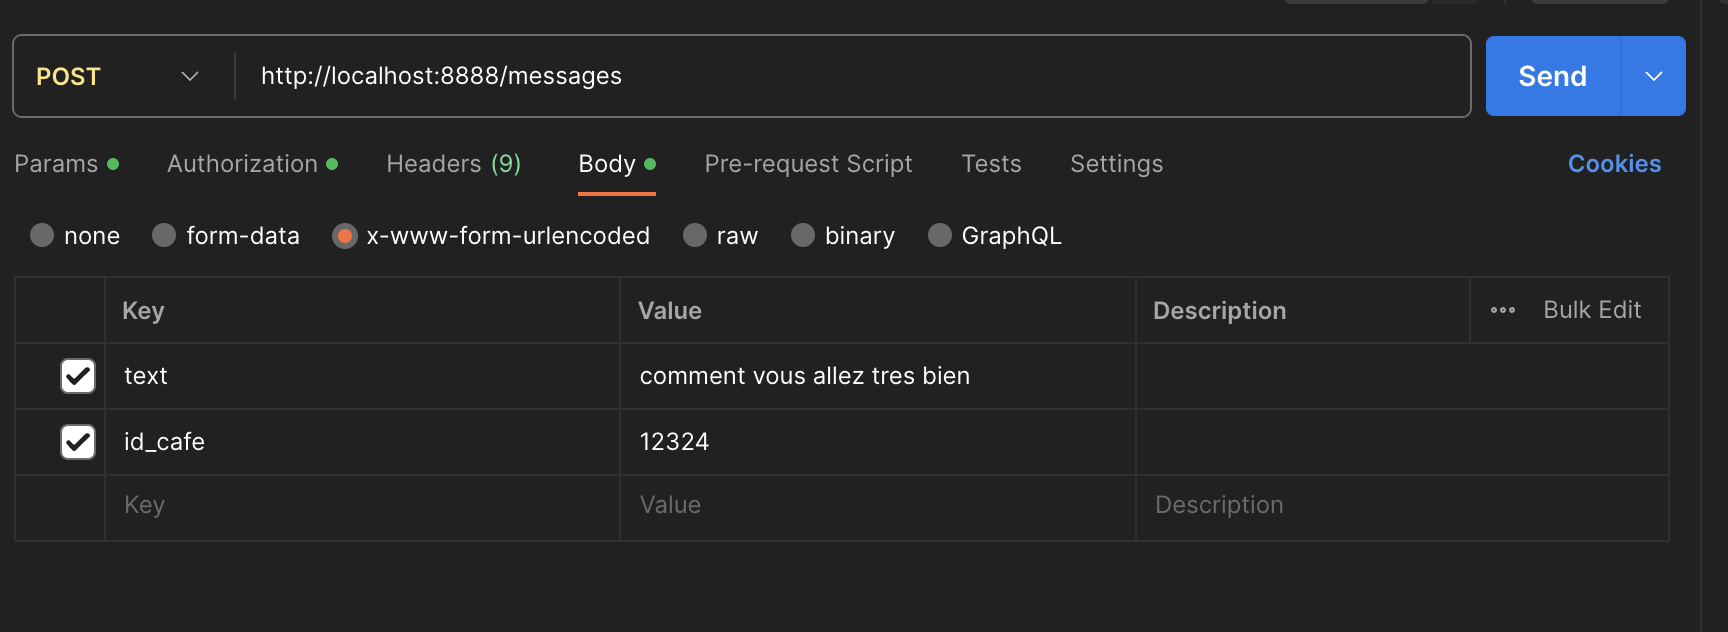 POST http://localhost:8888/messages Send
Params Authorization Headers (9) Body Pre-request Script Tests Settings Cookies
none form-data x-www-form-urlencoded raw binary GraphQL
Key Value Description Bulk Edit
text comment vous allez tres bien
id_cafe 12324
Key Value Description